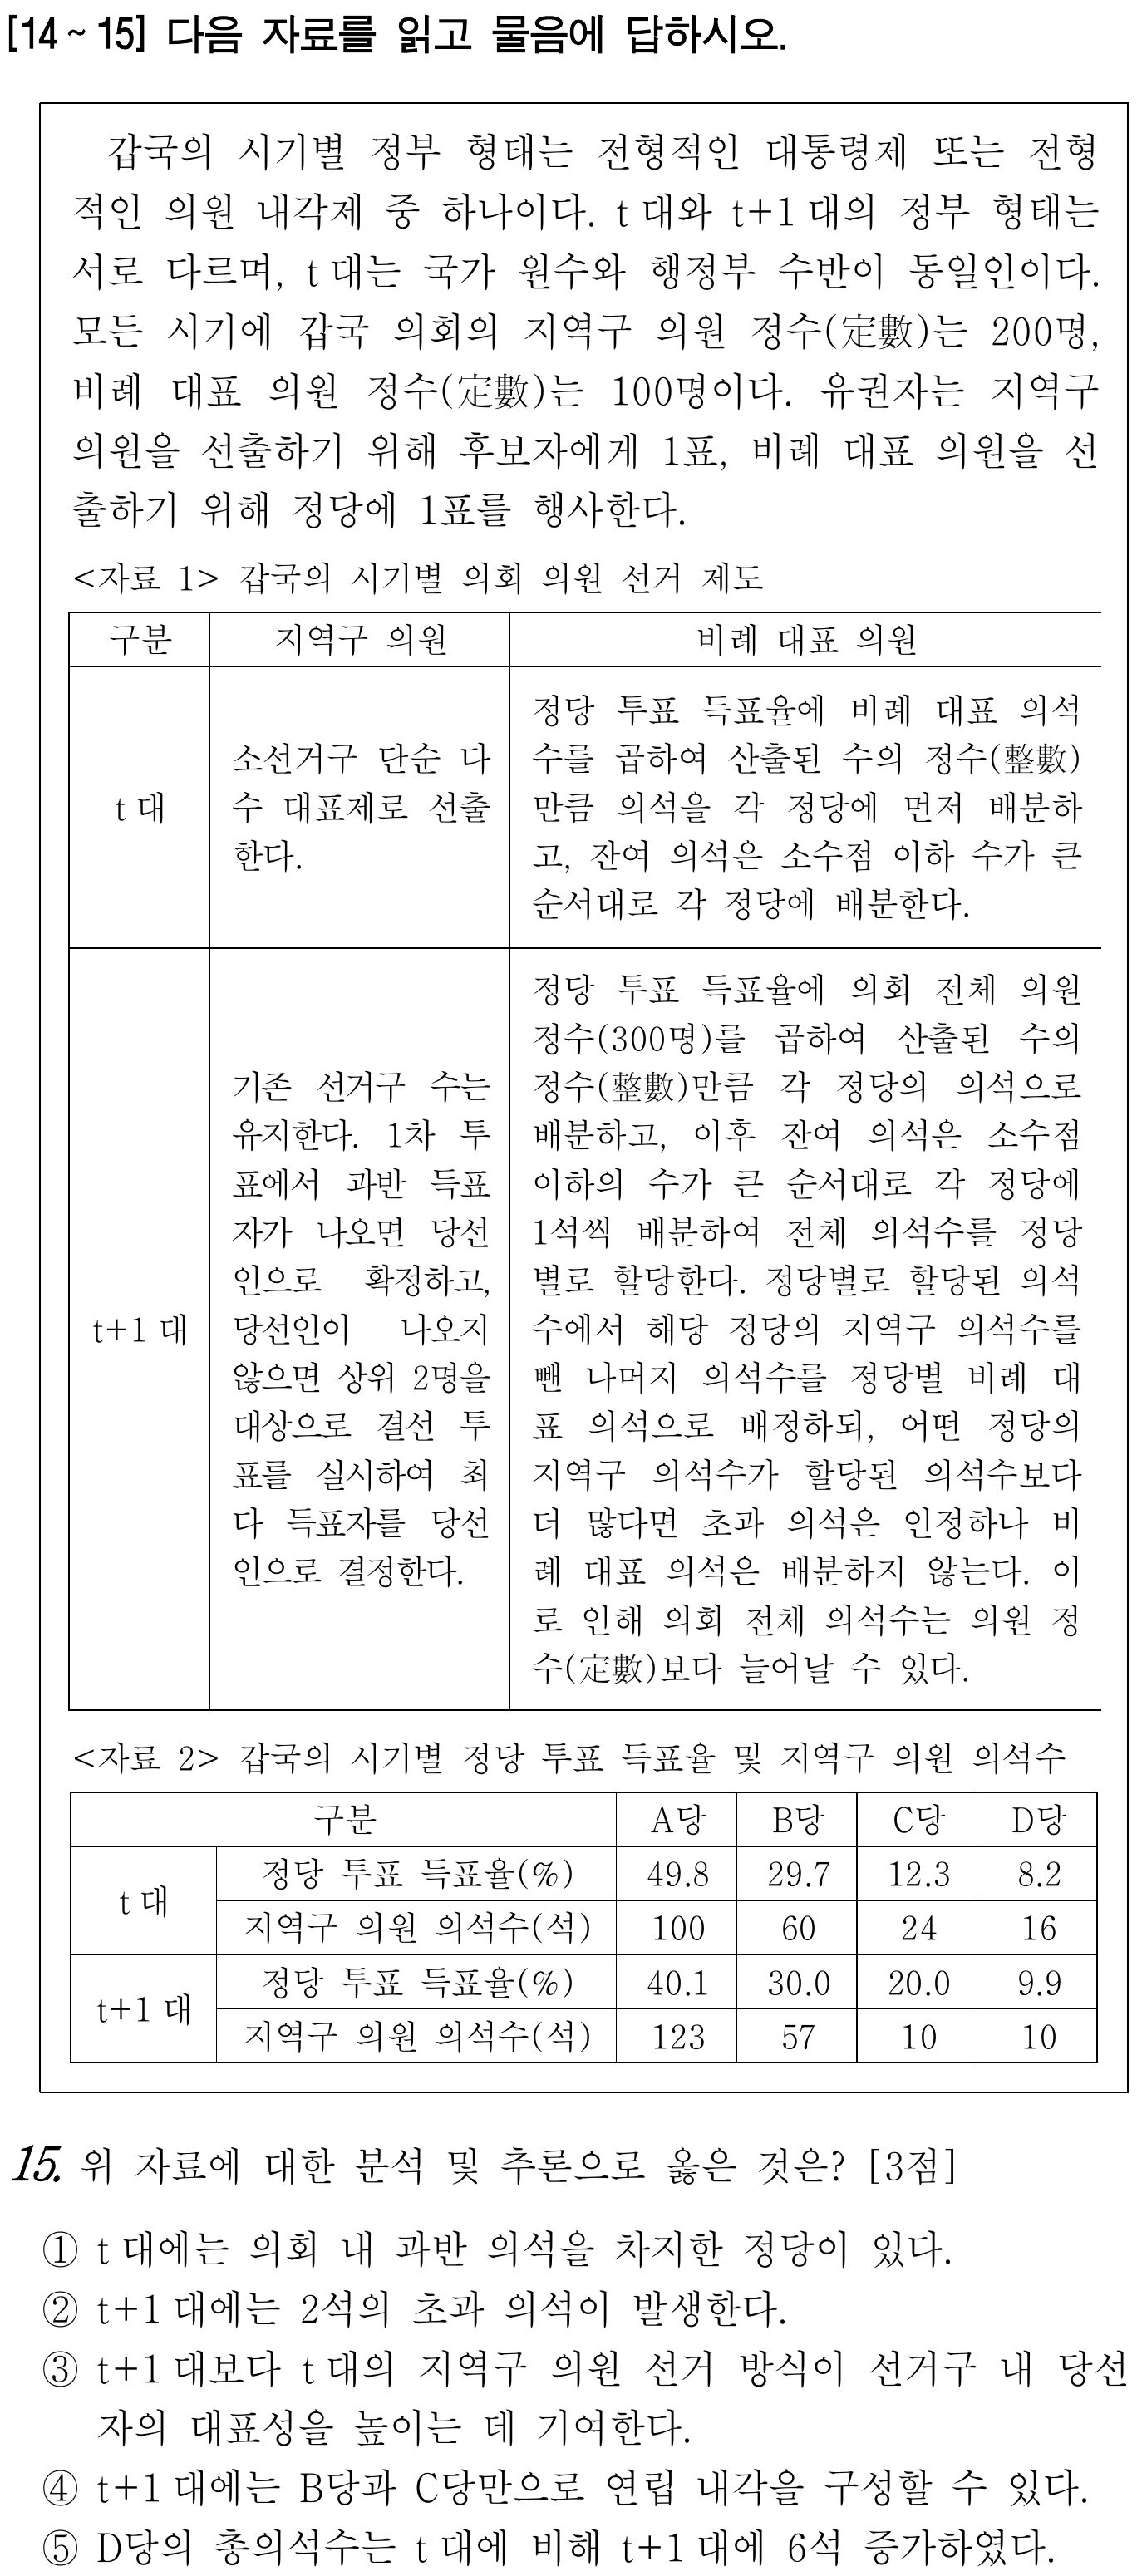 [14 ~ 15] 다음 자료를 읽고 물음에 답하시오.
갑국의 시기별 정부 형태는 전형적인 대통령제 또는 전형
적인 의원 내각제 중 하나이다. t 대와 t+1 대의 정부 형태는
서로 다르며, t 대는 국가 원수와 행정부 수반이 동일인이다.
모든 시기에 갑국 의회의 지역구 의원 정수(定數)는 200명,
비례 대표 의원 정수(定數)는 100명이다. 유권자는 지역구
의원을 선출하기 위해 후보자에게 1표, 비례 대표 의원을 선
출하기 위해 정당에 1표를 행사한다.
<자료 1> 갑국의 시기별 의회 의원 선거 제도
구분 지역구 의원 비례 대표 의원
t 대
소선거구 단순 다
수 대표제로 선출
한다.
정당 투표 득표율에 비례 대표 의석
수를 곱하여 산출된 수의 정수(整數)
만큼 의석을 각 정당에 먼저 배분하
고, 잔여 의석은 소수점 이하 수가 큰
순서대로 각 정당에 배분한다.
t+1 대
기존 선거구 수는
유지한다. 1차 투
표에서 과반 득표
자가 나오면 당선
인으로 확정하고,
당선인이 나오지
않으면 상위 2명을
대상으로 결선 투
표를 실시하여 최
다 득표자를 당선
인으로 결정한다.
정당 투표 득표율에 의회 전체 의원
정수(300명)를 곱하여 산출된 수의
정수(整數)만큼 각 정당의 의석으로
배분하고, 이후 잔여 의석은 소수점
이하의 수가 큰 순서대로 각 정당에
1석씩 배분하여 전체 의석수를 정당
별로 할당한다. 정당별로 할당된 의석
수에서 해당 정당의 지역구 의석수를
뺀 나머지 의석수를 정당별 비례 대
표 의석으로 배정하되, 어떤 정당의
지역구 의석수가 할당된 의석수보다
더 많다면 초과 의석은 인정하나 비
례 대표 의석은 배분하지 않는다. 이
로 인해 의회 전체 의석수는 의원 정
수(定數)보다 늘어날 수 있다.
<자료 2> 갑국의 시기별 정당 투표 득표율 및 지역구 의원 의석수
구분 A당 B당 C당 D당
t 대 정당 투표 득표율(%) 49.8 29.7 12.3 8.2
지역구 의원 의석수(석) 100 60 24 16
t+1 대 정당 투표 득표율(%) 40.1 30.0 20.0 9.9
지역구 의원 의석수(석) 123 57 10 10
15. 위 자료에 대한 분석 및 추론으로 옳은 것은? [3점]
① t 대에는 의회 내 과반 의석을 차지한 정당이 있다.
② t+1 대에는 2석의 초과 의석이 발생한다.
③ t+1 대보다 t 대의 지역구 의원 선거 방식이 선거구 내 당선
자의 대표성을 높이는 데 기여한다.
④ t+1 대에는 B당과 C당만으로 연립 내각을 구성할 수 있다.
⑤ D당의 총의석수는 t 대에 비해 t+1 대에 6석 증가하였다.